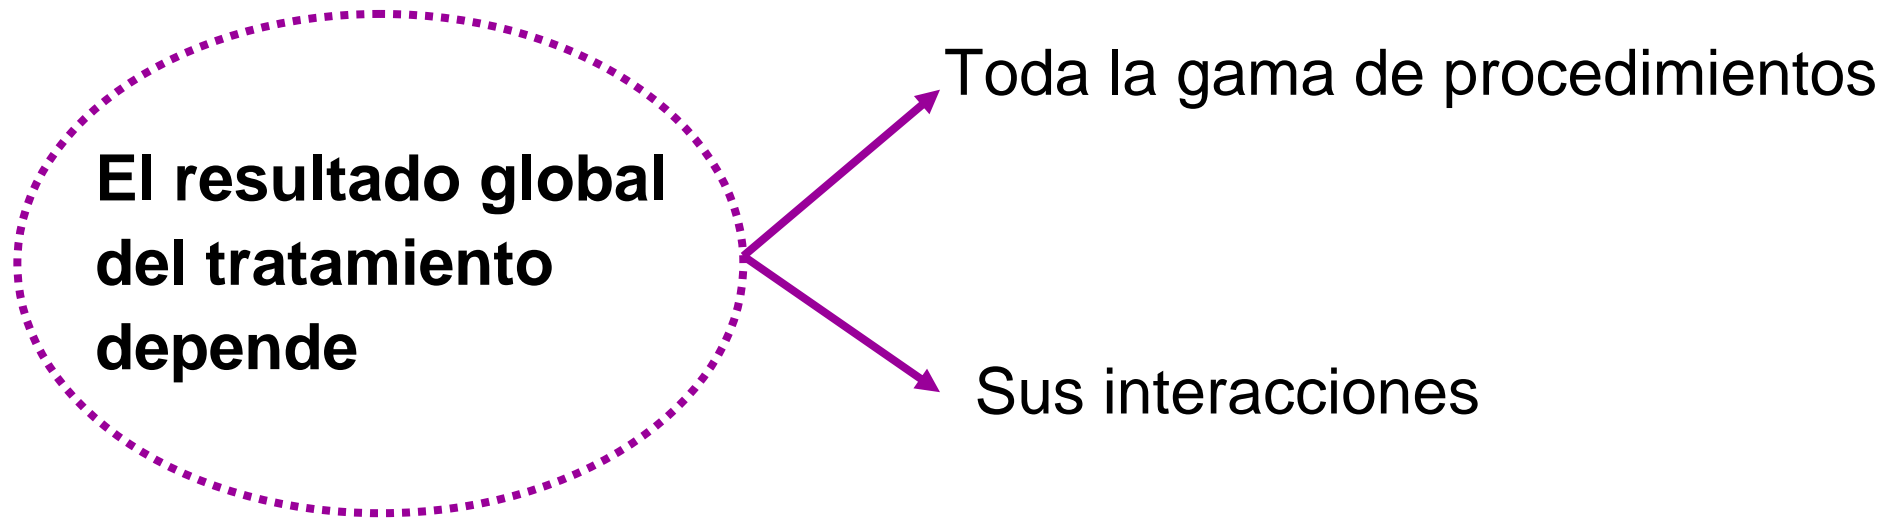 El resultado global
del tratamiento
depende
Toda la gama de procedimientos
Sus interacciones